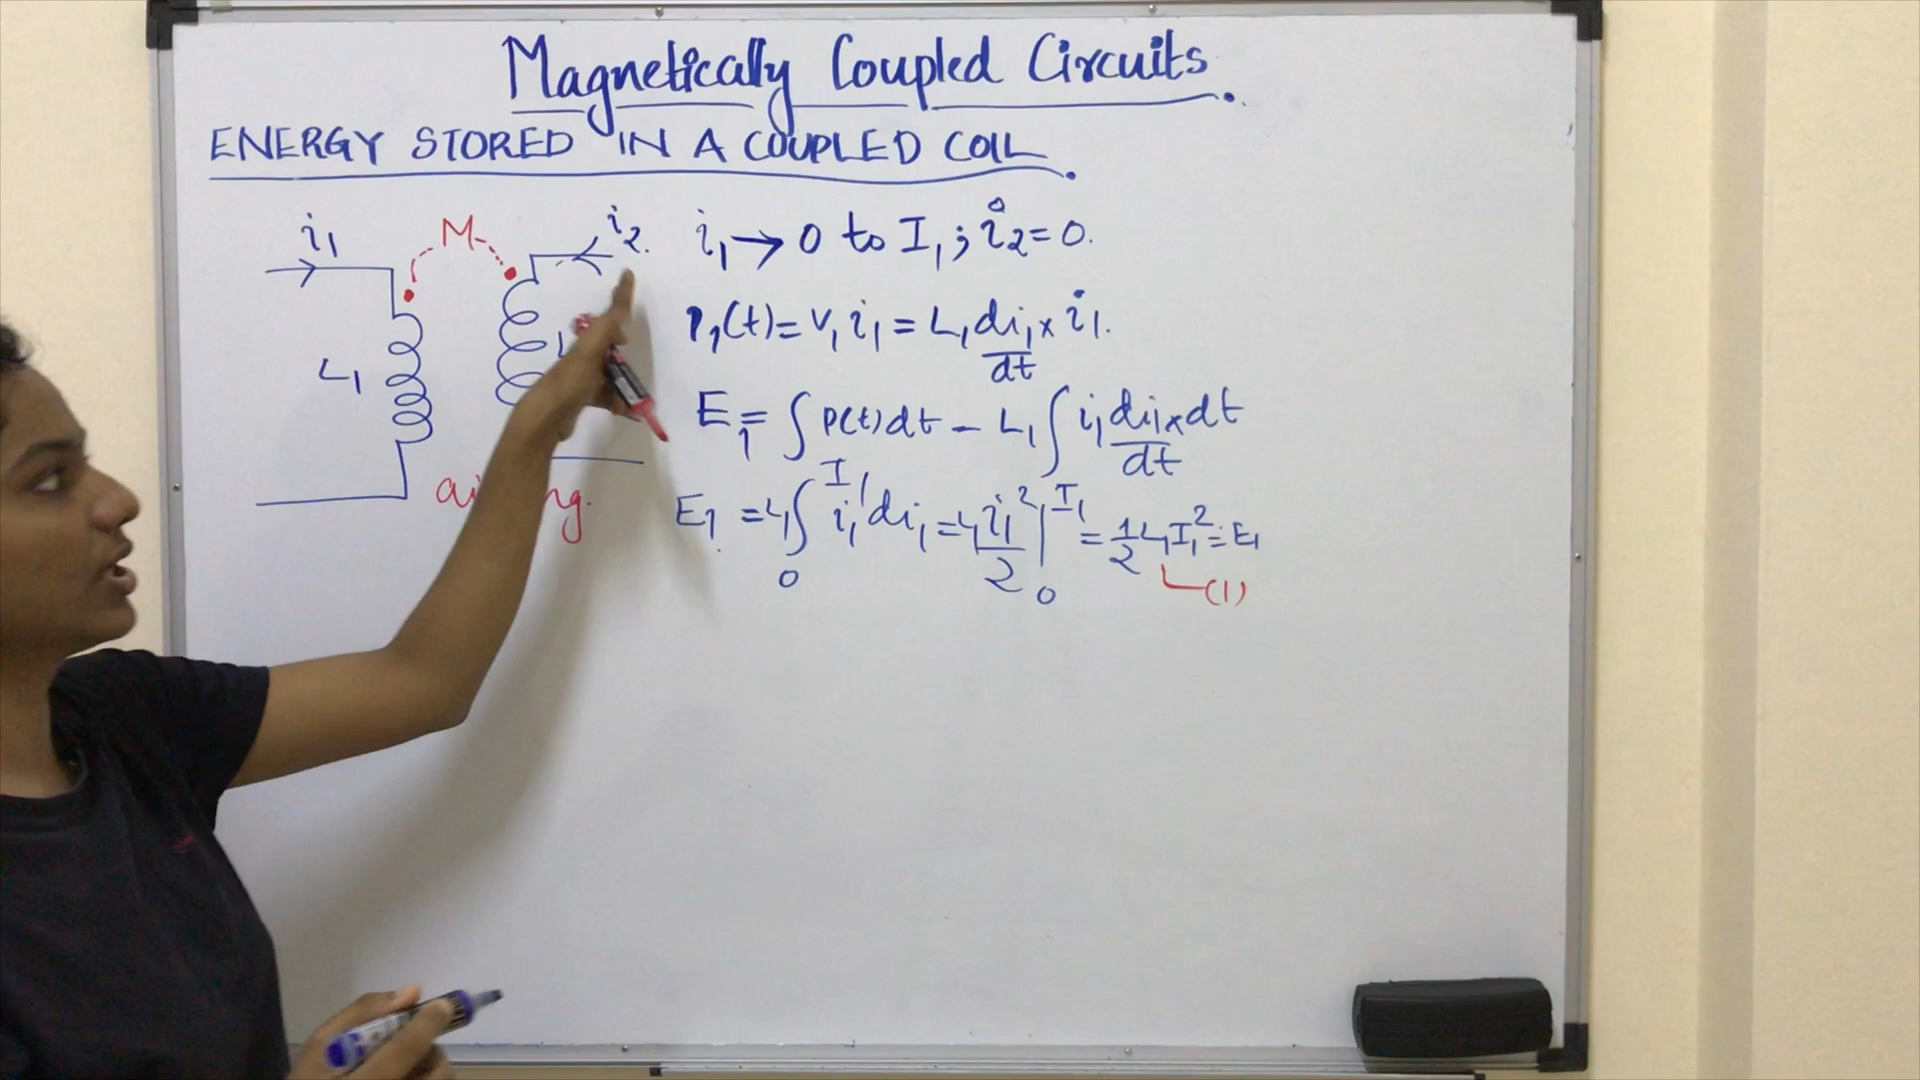 Magnetically Coupled Circuits.
ENERGY STORED IN A COUPLED COIL.
i₁ M i₂
L₁
i₁ → 0 to I₁ ; i₂ = 0.
P₁(t) = V₁ i₁ = L₁ di₁/dt × i₁.
E₁ = ∫ P(t) dt = L₁ ∫ i₁ di₁/dt × dt
E₁ = L₁ ∫₀^I₁ i₁ di₁ = L₁ i₁²/2 |₀^I₁ = 1/2 L₁ I₁² = E₁
(1)